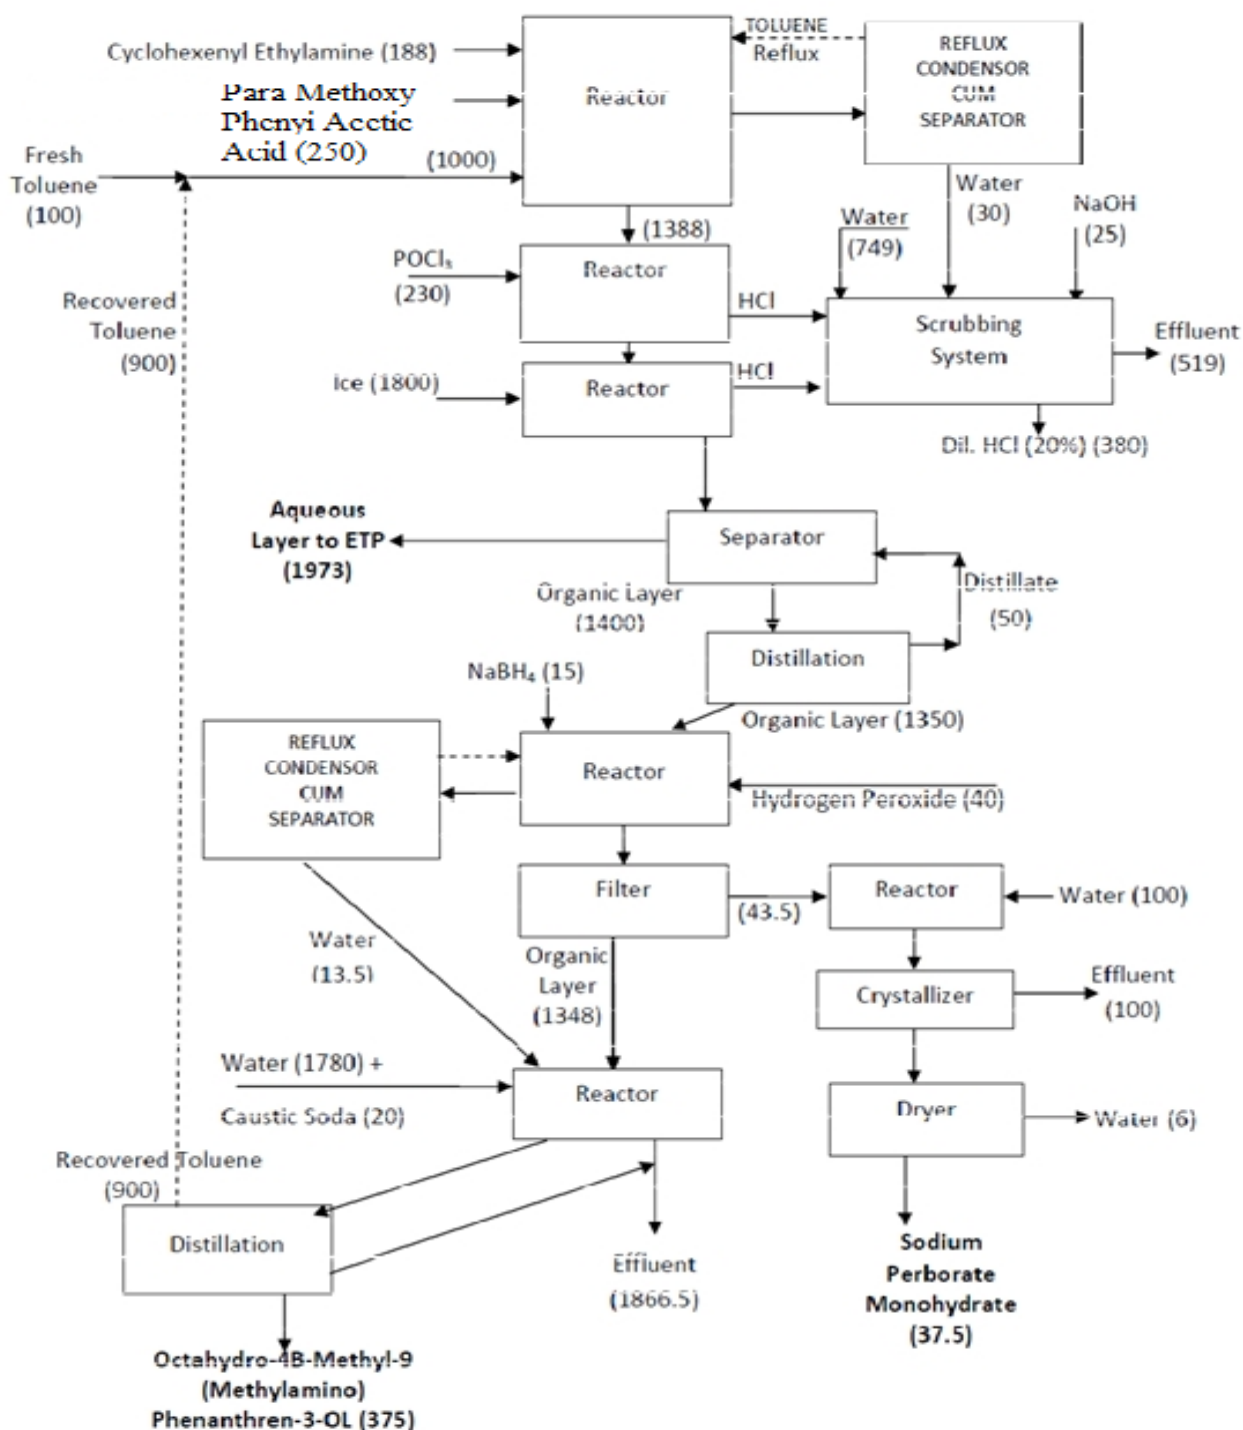 TOLUENE
Reflux
REFLUX
CONDENSOR
CUM
SEPARATOR
Cyclohexenyl Ethylamine (188)
Reactor
Para Methoxy
Phenyi Acctic
Acid (250)
(1000)
Fresh
Toluene
(100)
Water
(30)
NaOH
(25)
Water
(749)
(1388)
POCl₃
(230)
Reactor
HCl
Scrubbing
System
Effluent
(519)
Recovered
Toluene
(900)
Ice (1800)
Reactor
HCl
Dil. HCl (20%) (380)
Aqueous
Layer to ETP
(1973)
Separator
Organic Layer
(1400)
Distillate
(50)
Distillation
NaBH₄ (15)
Organic Layer (1350)
REFLUX
CONDENSOR
CUM
SEPARATOR
Reactor
Hydrogen Peroxide (40)
Filter
(43.5)
Reactor
Water (100)
Water
(13.5)
Organic
Layer
(1348)
Crystallizer
Effluent
(100)
Water (1780) +
Caustic Soda (20)
Reactor
Dryer
Water (6)
Recovered Toluene
(900)
Distillation
Effluent
(1866.5)
Sodium
Perborate
Monohydrate
(37.5)
Octahydro-4B-Methyl-9
(Methylamino)
Phenanthren-3-OL (375)